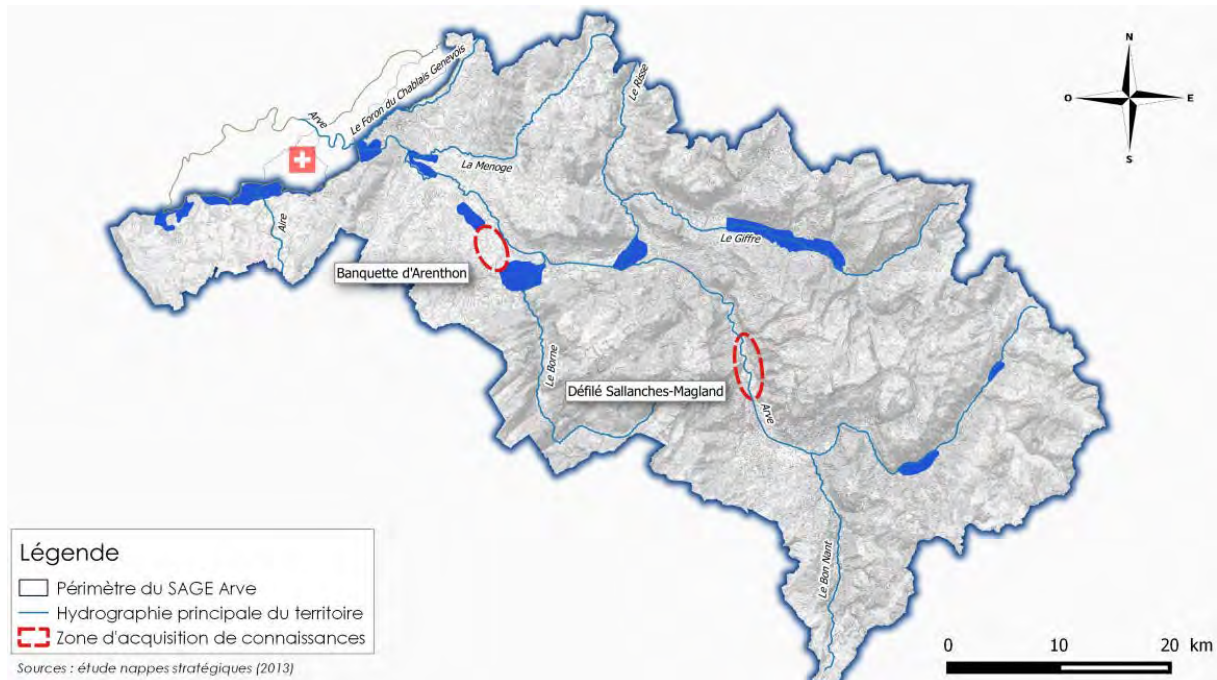 N
O
E
S
Le Foron du Chablais Genevois
Arve
Le Risse
La Menoge
Aire
Le Giffre
Banquette d'Arenthon
Le Borne
Défilé Sallanches-Magland
Arve
Le Bon Nant
Légende
Périmètre du SAGE Arve
Hydrographie principale du territoire
Zone d'acquisition de connaissances
Sources : étude nappes stratégiques (2013)
0 10 20 km